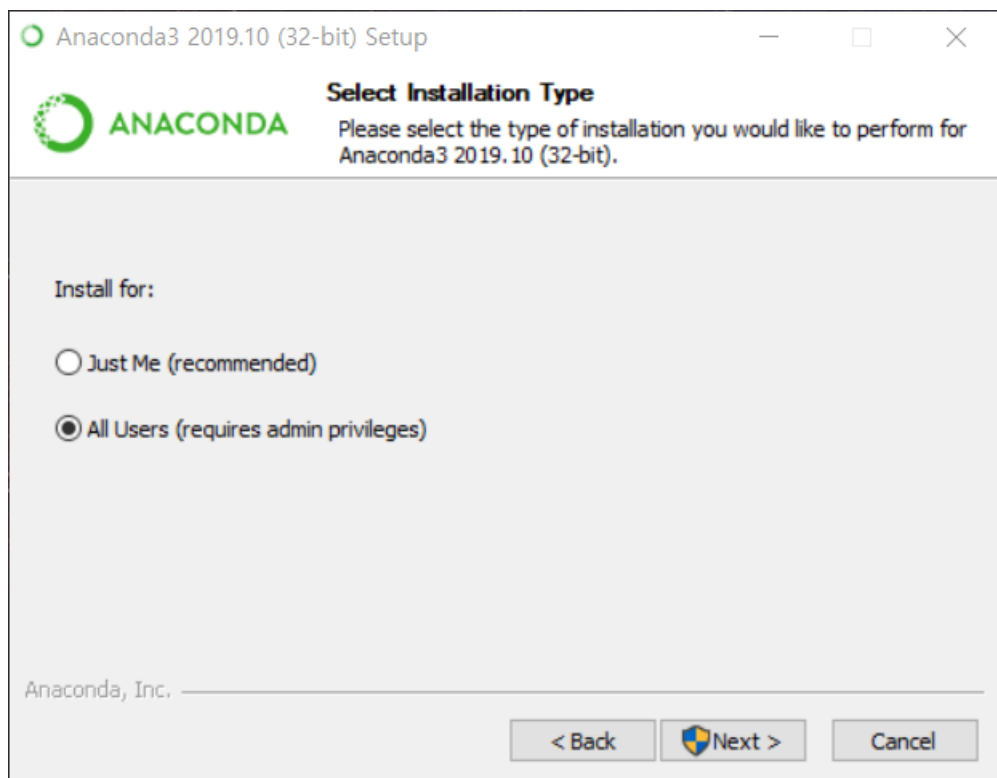 Anaconda3 2019.10 (32-bit) Setup
ANACONDA
Select Installation Type
Please select the type of installation you would like to perform for
Anaconda3 2019.10 (32-bit).
Install for:
Just Me (recommended)
All Users (requires admin privileges)
Anaconda, Inc.
< Back
Next >
Cancel